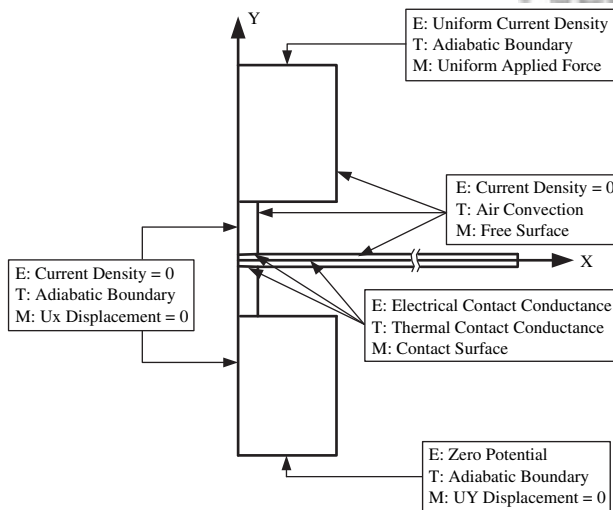 Y
E: Uniform Current Density
T: Adiabatic Boundary
M: Uniform Applied Force
E: Current Density = 0
T: Air Convection
M: Free Surface
X
E: Current Density = 0
T: Adiabatic Boundary
M: Ux Displacement = 0
E: Electrical Contact Conductance
T: Thermal Contact Conductance
M: Contact Surface
E: Zero Potential
T: Adiabatic Boundary
M: UY Displacement = 0